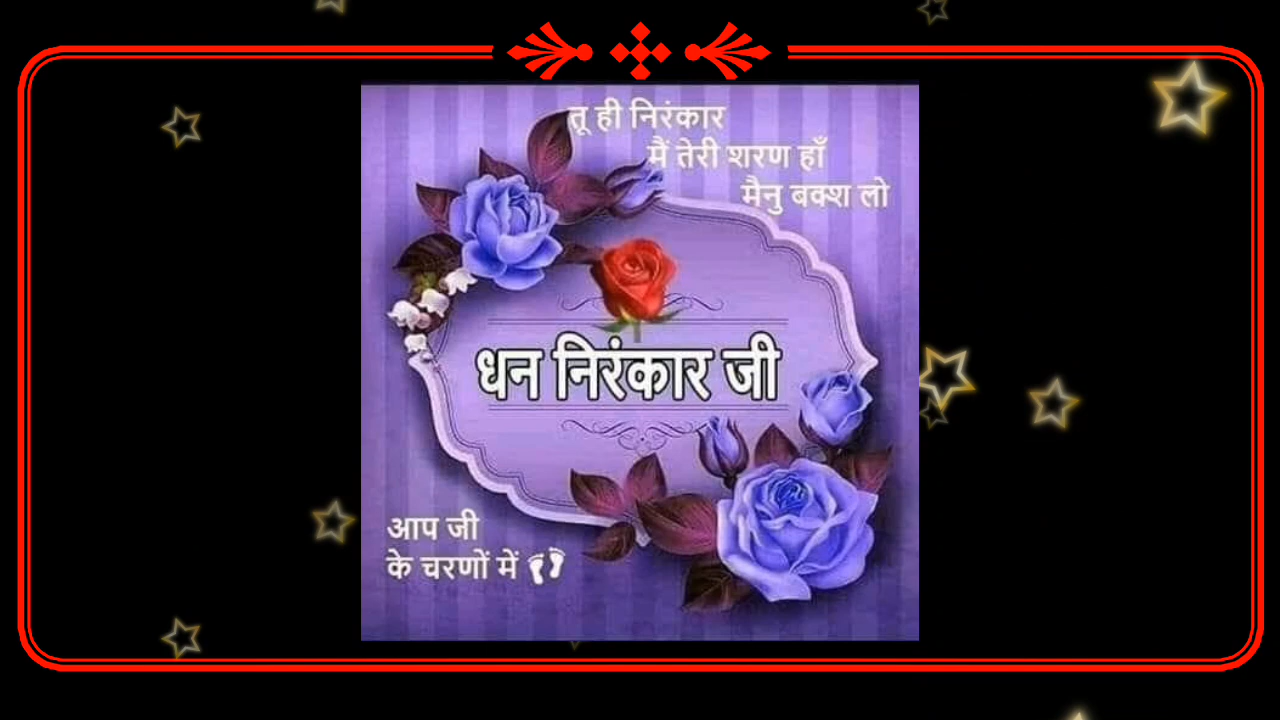 तू ही निरंकार
मैं तेरी शरण हाँ
मैनु बक्श लो
धन निरंकार जी
आप जी
के चरणों में